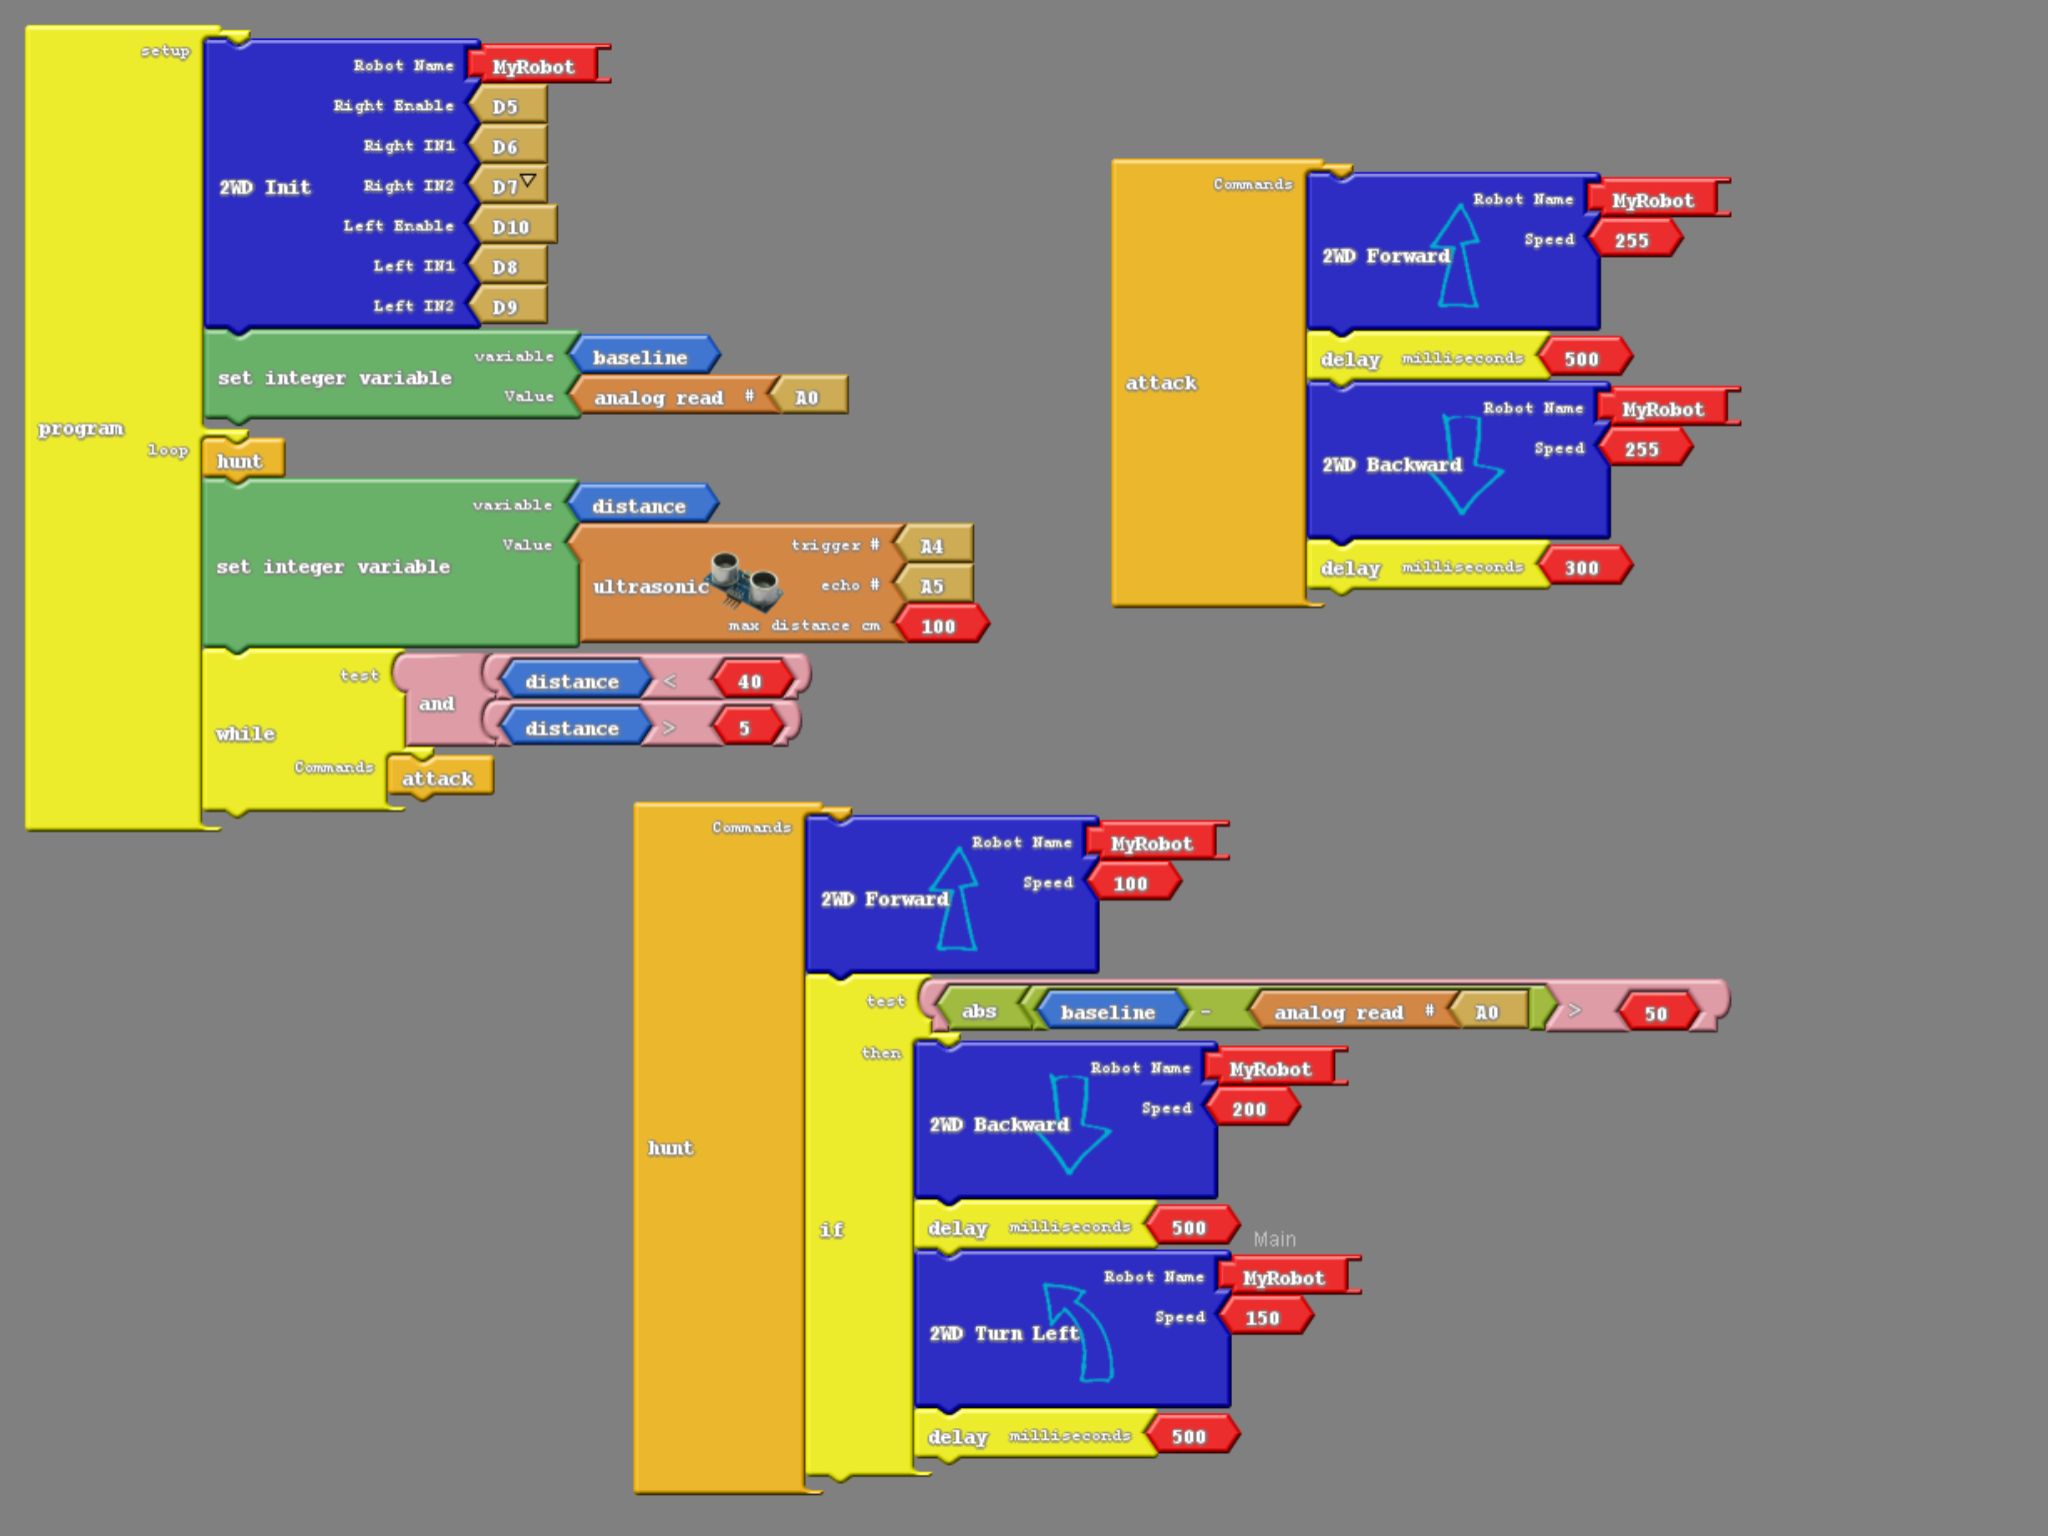 setup
Robot Name MyRobot
Right Enable D5
Right IN1 D6
2WD Init Right IN2 D7
Left Enable D10
Left IN1 D8
Left IN2 D9
set integer variable
variable baseline
Value analog read # A0
program
loop
hunt
set integer variable
variable distance
Value
ultrasonic
trigger # A4
echo # A5
max distance cm 100
while
test
and
distance < 40
distance > 5
Commands
attack
attack
Commands
2WD Forward
Robot Name MyRobot
Speed 255
delay milliseconds 500
2WD Backward
Robot Name MyRobot
Speed 255
delay milliseconds 300
hunt
Commands
2WD Forward
Robot Name MyRobot
Speed 100
if
test
abs baseline - analog read # A0 > 50
then
2WD Backward
Robot Name MyRobot
Speed 200
delay milliseconds 500
Main
2WD Turn Left
Robot Name MyRobot
Speed 150
delay milliseconds 500